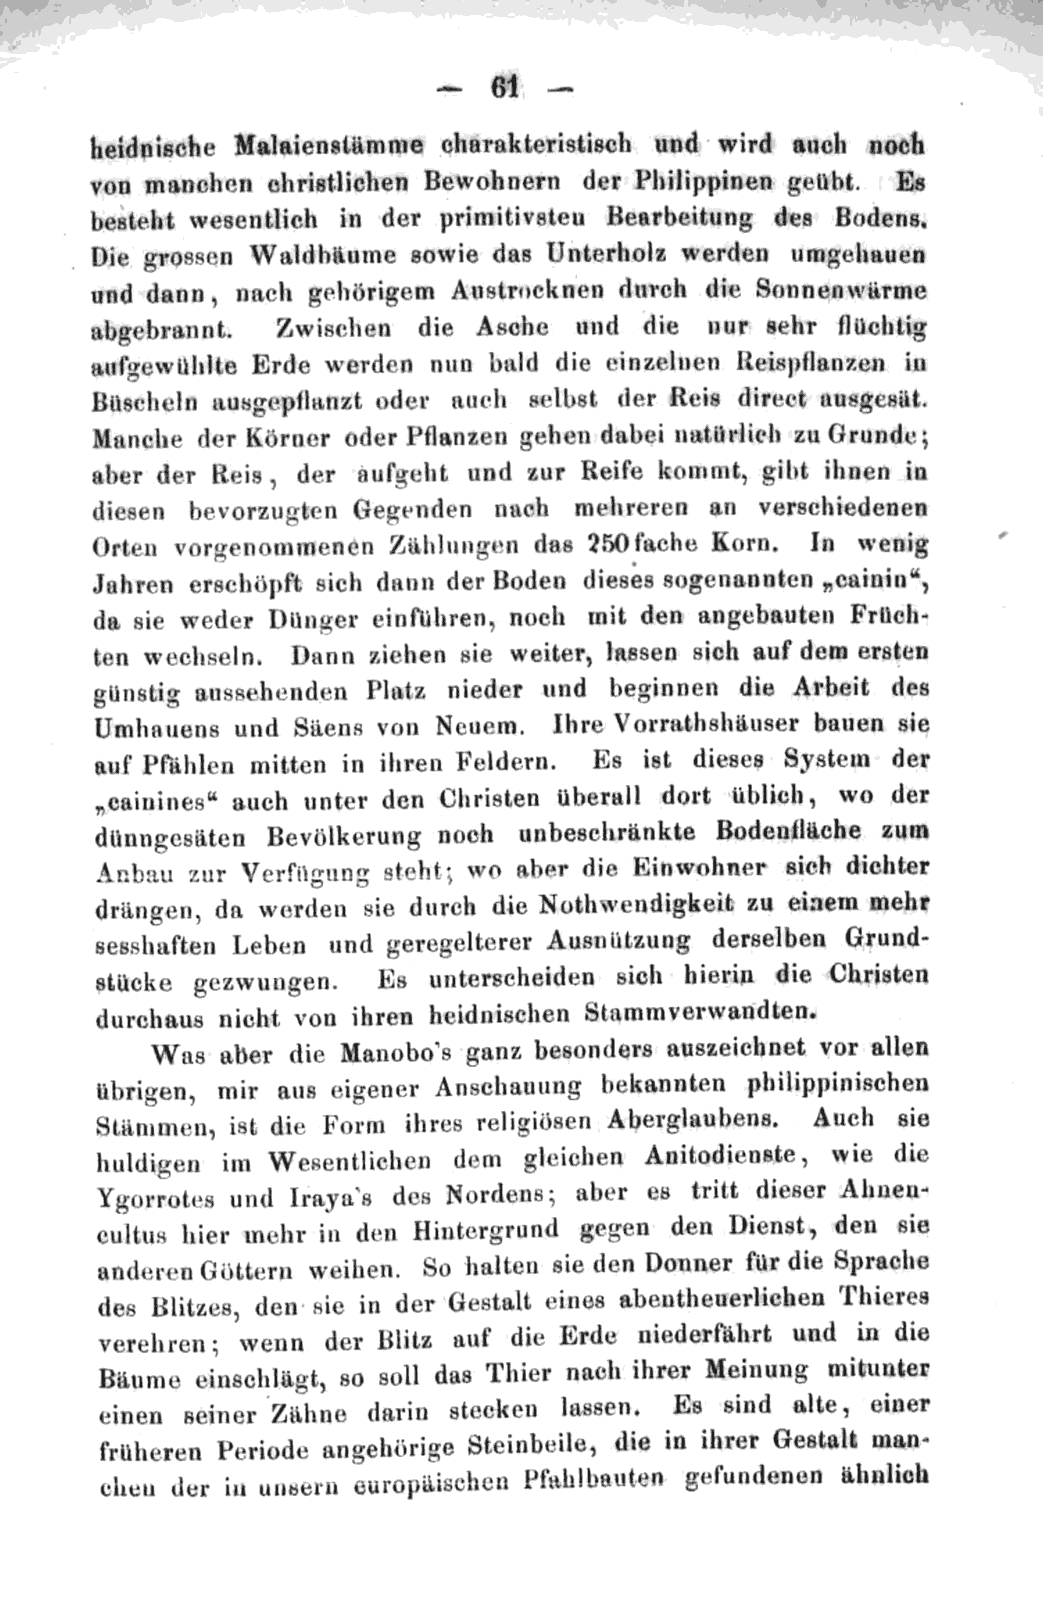 — 61 —
heidnische Malaienstämme charakteristisch und wird auch noch
von manchen christlichen Bewohnern der Philippinen geübt. Es
besteht wesentlich in der primitivsten Bearbeitung des Bodens.
Die grossen Waldbäume sowie das Unterholz werden umgehauen
und dann, nach gehörigem Austrocknen durch die Sonnenwärme
abgebrannt. Zwischen die Asche und die nur sehr flüchtig
aufgewühlte Erde werden nun bald die einzelnen Reispflanzen in
Büscheln ausgepflanzt oder auch selbst der Reis direct ausgesät.
Manche der Körner oder Pflanzen gehen dabei natürlich zu Grunde;
aber der Reis, der aufgeht und zur Reife kommt, gibt ihnen in
diesen bevorzugten Gegenden nach mehreren an verschiedenen
Orten vorgenommenen Zählungen das 250 fache Korn. In wenig
Jahren erschöpft sich dann der Boden dieses sogenannten „cainin“,
da sie weder Dünger einführen, noch mit den angebauten Früch-
ten wechseln. Dann ziehen sie weiter, lassen sich auf dem ersten
günstig aussehenden Platz nieder und beginnen die Arbeit des
Umhauens und Säens von Neuem. Ihre Vorrathshäuser bauen sie
auf Pfählen mitten in ihren Feldern. Es ist dieses System der
„cainines“ auch unter den Christen überall dort üblich, wo der
dünngesäten Bevölkerung noch unbeschränkte Bodenfläche zum
Anbau zur Verfügung steht; wo aber die Einwohner sich dichter
drängen, da werden sie durch die Nothwendigkeit zu einem mehr
sesshaften Leben und geregelterer Ausnützung derselben Grund-
stücke gezwungen. Es unterscheiden sich hierin die Christen
durchaus nicht von ihren heidnischen Stammverwandten.
Was aber die Manobo's ganz besonders auszeichnet vor allen
übrigen, mir aus eigener Anschauung bekannten philippinischen
Stämmen, ist die Form ihres religiösen Aberglaubens. Auch sie
huldigen im Wesentlichen dem gleichen Anitodienste, wie die
Ygorrotes und Iraya's des Nordens; aber es tritt dieser Ahnen-
cultus hier mehr in den Hintergrund gegen den Dienst, den sie
anderen Göttern weihen. So halten sie den Donner für die Sprache
des Blitzes, den sie in der Gestalt eines abentheuerlichen Thieres
verehren; wenn der Blitz auf die Erde niederfährt und in die
Bäume einschlägt, so soll das Thier nach ihrer Meinung mitunter
einen seiner Zähne darin stecken lassen. Es sind alte, einer
früheren Periode angehörige Steinbeile, die in ihrer Gestalt man-
chen der in unsern europäischen Pfahlbauten gefundenen ähnlich